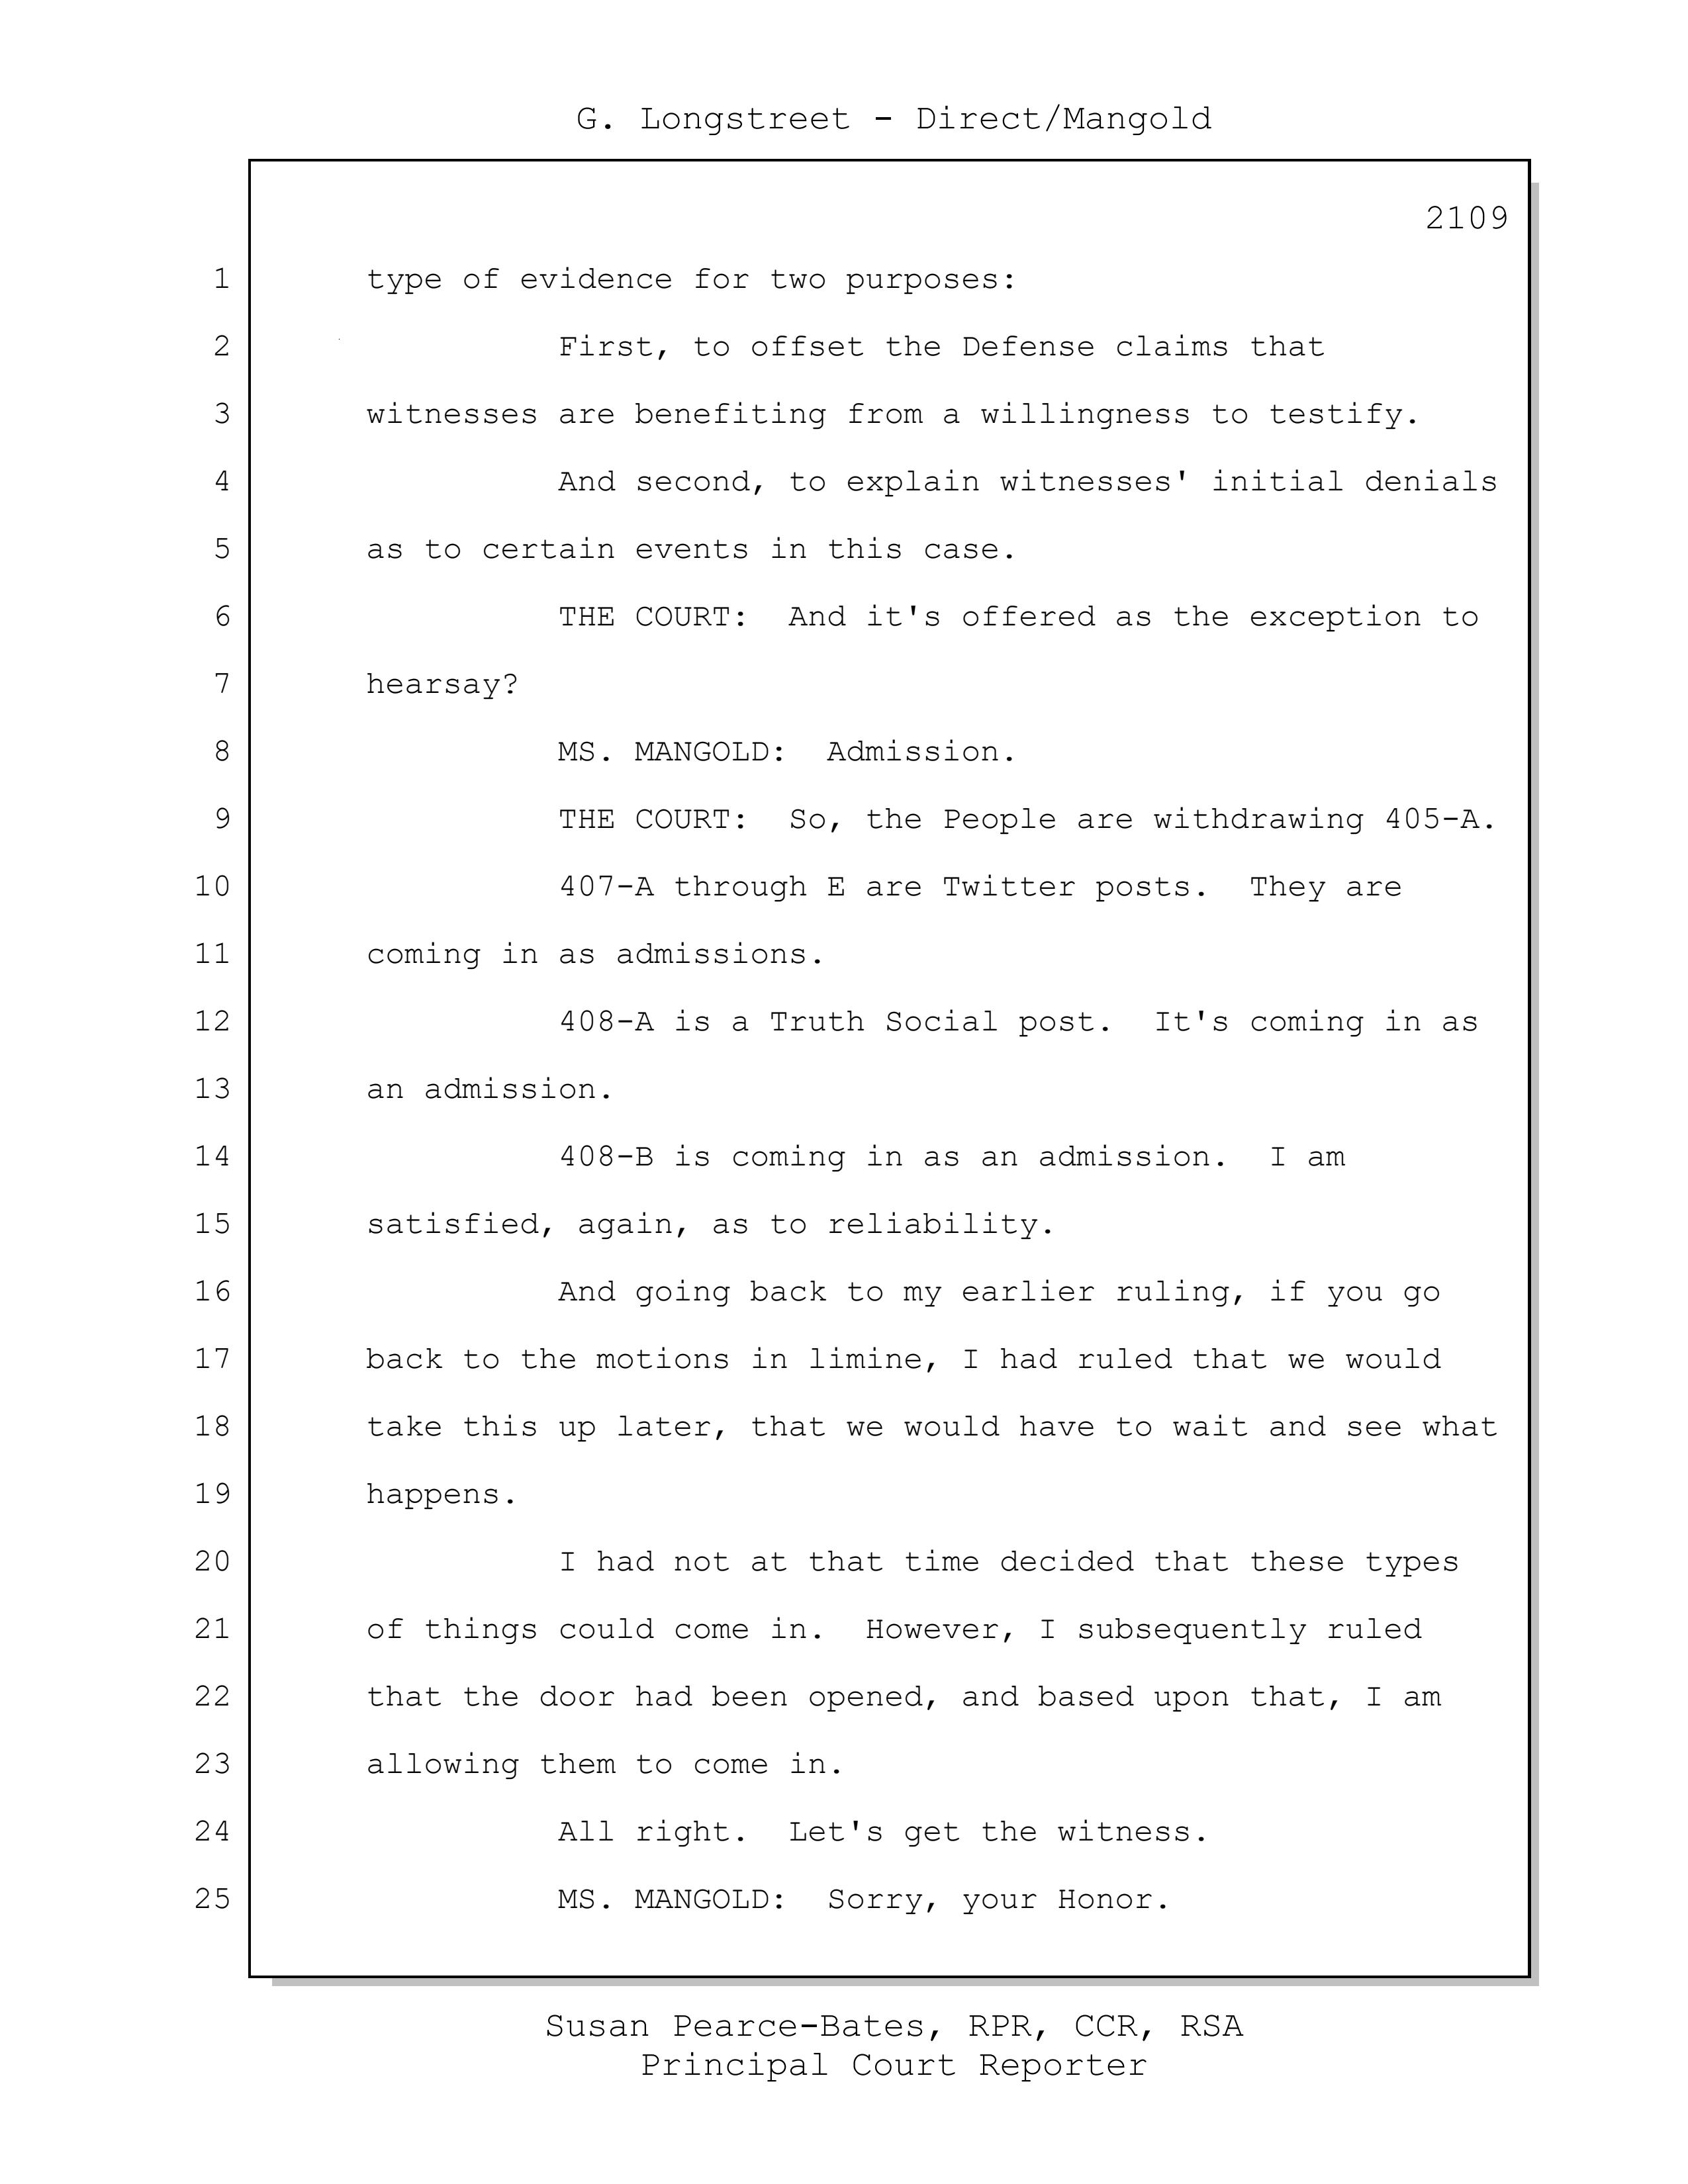 G. Longstreet - Direct/Mangold
2109
1 type of evidence for two purposes:
2 First, to offset the Defense claims that
3 witnesses are benefiting from a willingness to testify.
4 And second, to explain witnesses' initial denials
5 as to certain events in this case.
6 THE COURT: And it's offered as the exception to
7 hearsay?
8 MS. MANGOLD: Admission.
9 THE COURT: So, the People are withdrawing 405-A.
10 407-A through E are Twitter posts. They are
11 coming in as admissions.
12 408-A is a Truth Social post. It's coming in as
13 an admission.
14 408-B is coming in as an admission. I am
15 satisfied, again, as to reliability.
16 And going back to my earlier ruling, if you go
17 back to the motions in limine, I had ruled that we would
18 take this up later, that we would have to wait and see what
19 happens.
20 I had not at that time decided that these types
21 of things could come in. However, I subsequently ruled
22 that the door had been opened, and based upon that, I am
23 allowing them to come in.
24 All right. Let's get the witness.
25 MS. MANGOLD: Sorry, your Honor.
Susan Pearce-Bates, RPR, CCR, RSA
Principal Court Reporter